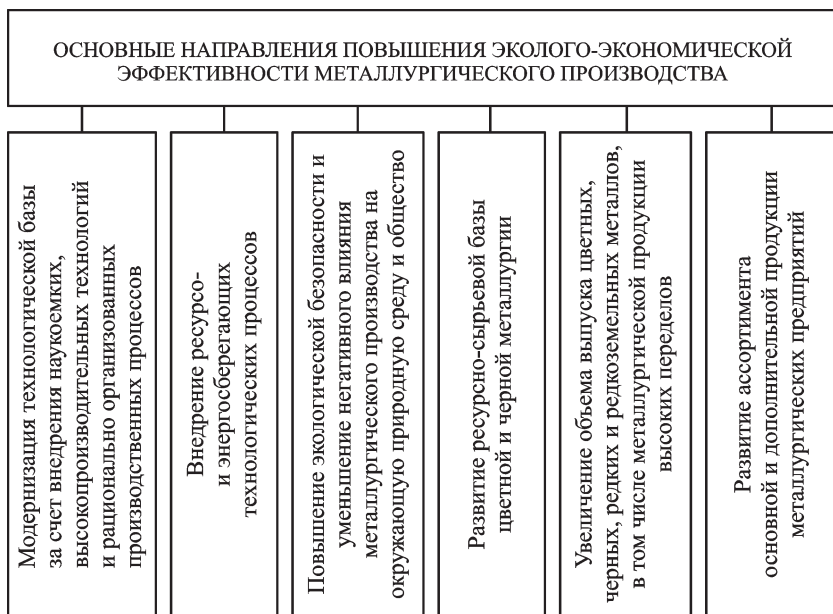 ОСНОВНЫЕ НАПРАВЛЕНИЯ ПОВЫШЕНИЯ ЭКОЛОГО-ЭКОНОМИЧЕСКОЙ
ЭФФЕКТИВНОСТИ МЕТАЛЛУРГИЧЕСКОГО ПРОИЗВОДСТВА
Модернизация технологической базы
за счет внедрения наукоемких,
высокопроизводительных технологий
и рационально организованных
производственных процессов
Внедрение ресурсо-
и энергосберегающих
технологических процессов
Повышение экологической безопасности и
уменьшение негативного влияния
металлургического производства на
окружающую природную среду и общество
Развитие ресурсно-сырьевой базы
цветной и черной металлургии
Увеличение объема выпуска цветных,
черных, редких и редкоземельных металлов,
в том числе металлургической продукции
высоких переделов
Развитие ассортимента
основной и дополнительной продукции
металлургических предприятий